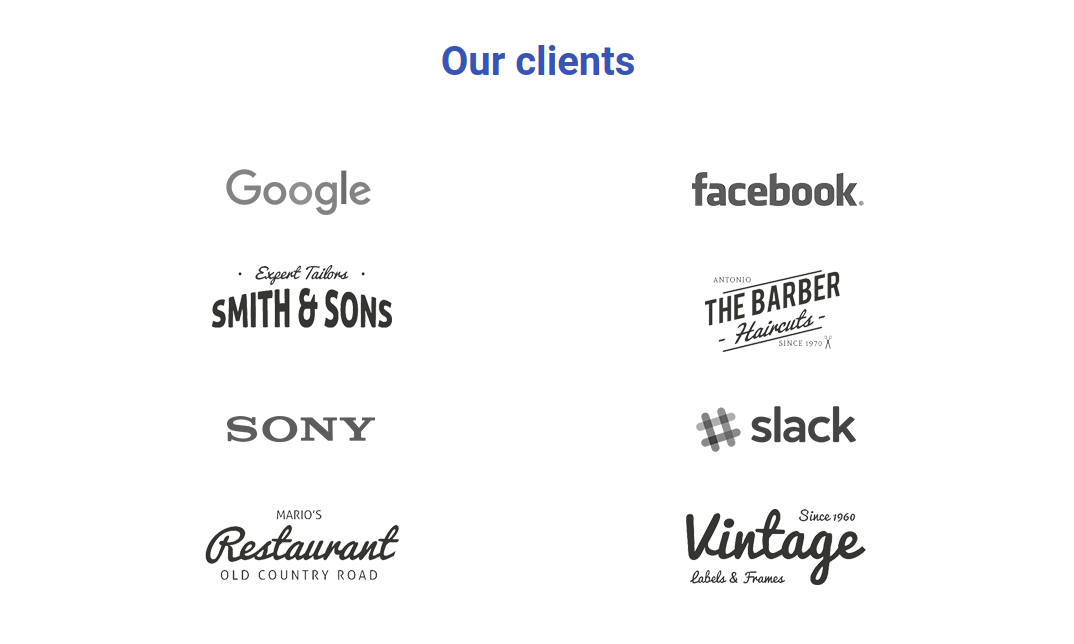 Our clients
Google
facebook.
Expert Tailors
SMITH & SONS
ANTONIO
THE BARBER
- Haircuts -
SINCE 1970
SONY
slack
MARIO'S
Restaurant
OLD COUNTRY ROAD
Since 1960
Vintage
Labels & Frames